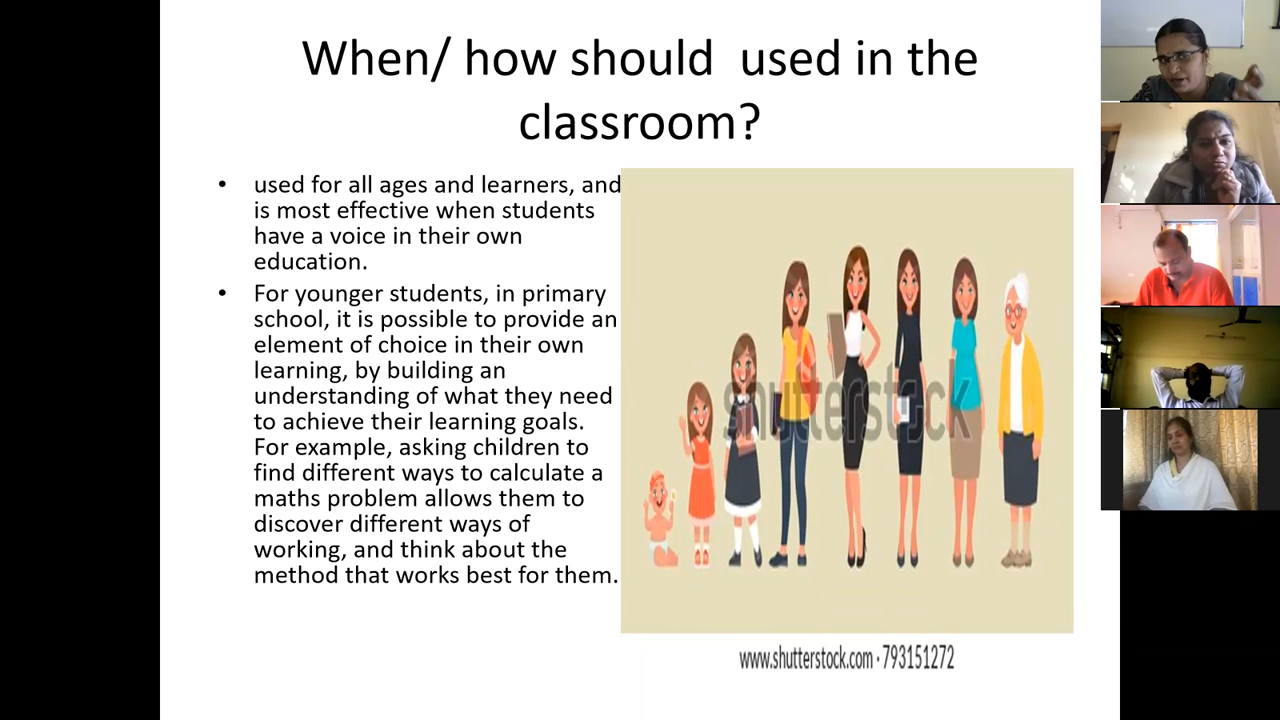 When/ how should  used in the
classroom?
• used for all ages and learners, and
is most effective when students
have a voice in their own
education.
• For younger students, in primary
school, it is possible to provide an
element of choice in their own
learning, by building an
understanding of what they need
to achieve their learning goals.
For example, asking children to
find different ways to calculate a
maths problem allows them to
discover different ways of
working, and think about the
method that works best for them.
shutterstock
www.shutterstock.com · 793151272